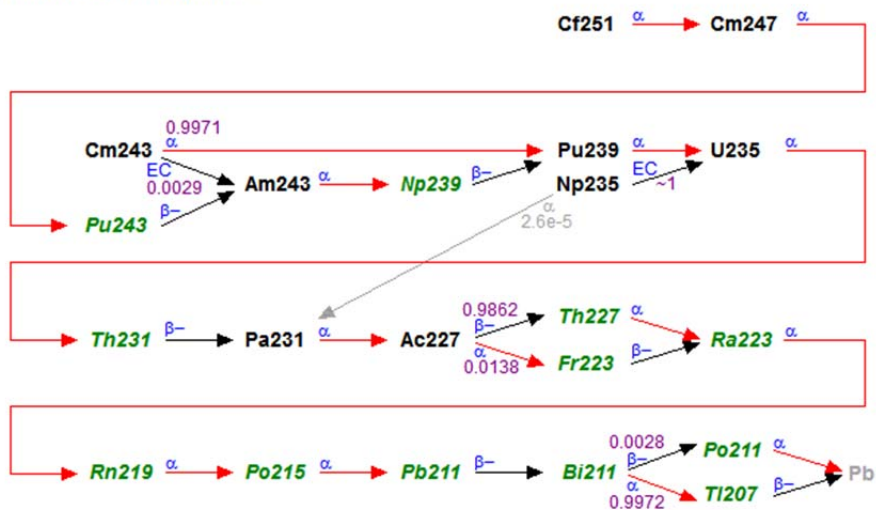 Cf251 α Cm247 α
0.9971
Cm243 α Pu239 α U235 α
EC Am243 α Np239 β− Np235 EC
0.0029 ~1
α
Pu243 β− 2.6e-5
0.9862 Th227 α
Th231 β− Pa231 α Ac227 β− Ra223 α
α Fr223 β−
0.0138
0.0028 Po211 α
Rn219 α Po215 α Pb211 β− Bi211 β− Pb
α Tl207 β−
0.9972